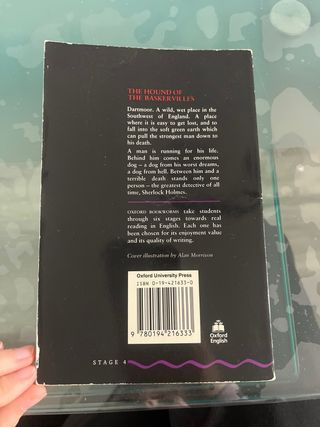 THE HOUND OF
THE BASKERVILLES
Dartmoor. A wild, wet place in the
Southwest of England. A place
where it is easy to get lost, and to
fall into the soft green earth which
can pull the strongest man down to
his death.
A man is running for his life.
Behind him comes an enormous
dog – a dog from his worst dreams,
a dog from hell. Between him and a
terrible death stands only one
person – the greatest detective of all
time, Sherlock Holmes.
OXFORD BOOKWORMS take students
through six stages towards real
reading in English. Each one has
been chosen for its enjoyment value
and its quality of writing.
Cover illustration by Alan Morrison
Oxford University Press
ISBN 0-19-421633-0
9 780194 216333
Oxford
English
STAGE 4